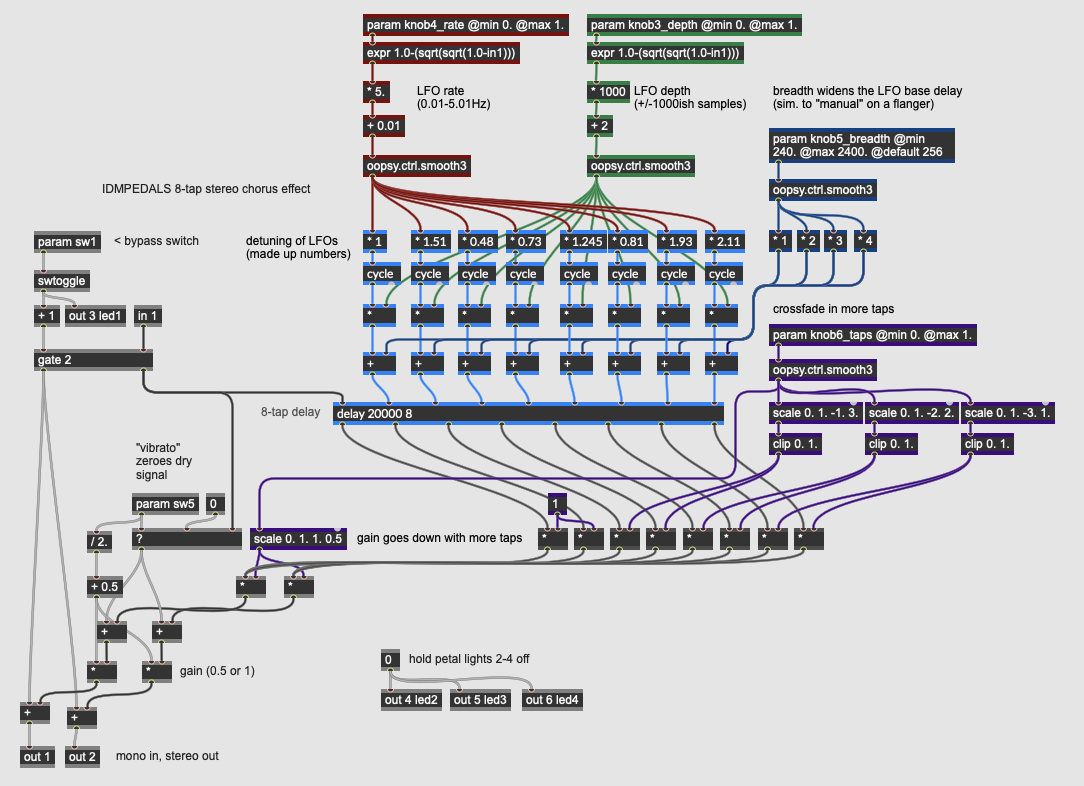 param knob4_rate @min 0. @max 1.
param knob3_depth @min 0. @max 1.
expr 1.0-(sqrt(sqrt(1.0-in1)))
expr 1.0-(sqrt(sqrt(1.0-in1)))
* 5.
LFO rate
(0.01-5.01Hz)
* 1000
LFO depth
(+/-1000ish samples)
breadth widens the LFO base delay
(sim. to "manual" on a flanger)
+ 0.01
+ 2
param knob5_breadth @min
240. @max 2400. @default 256
oopsy.ctrl.smooth3
oopsy.ctrl.smooth3
oopsy.ctrl.smooth3
IDMPEDALS 8-tap stereo chorus effect
param sw1
< bypass switch
detuning of LFOs
(made up numbers)
* 1
* 1.51
* 0.48
* 0.73
* 1.245
* 0.81
* 1.93
* 2.11
* 1
* 2
* 3
* 4
swtoggle
cycle
cycle
cycle
cycle
cycle
cycle
cycle
cycle
+ 1
out 3 led1
in 1
*
*
*
*
*
*
*
*
crossfade in more taps
param knob6_taps @min 0. @max 1.
gate 2
+
+
+
+
+
+
+
+
oopsy.ctrl.smooth3
8-tap delay
delay 20000 8
scale 0. 1. -1. 3.
scale 0. 1. -2. 2.
scale 0. 1. -3. 1.
clip 0. 1.
clip 0. 1.
clip 0. 1.
"vibrato"
zeroes dry
signal
param sw5
0
1
/ 2.
?
scale 0. 1. 1. 0.5
gain goes down with more taps
*
*
*
*
*
*
*
*
+ 0.5
*
*
+
+
*
*
gain (0.5 or 1)
0
hold petal lights 2-4 off
out 4 led2
out 5 led3
out 6 led4
+
+
out 1
out 2
mono in, stereo out